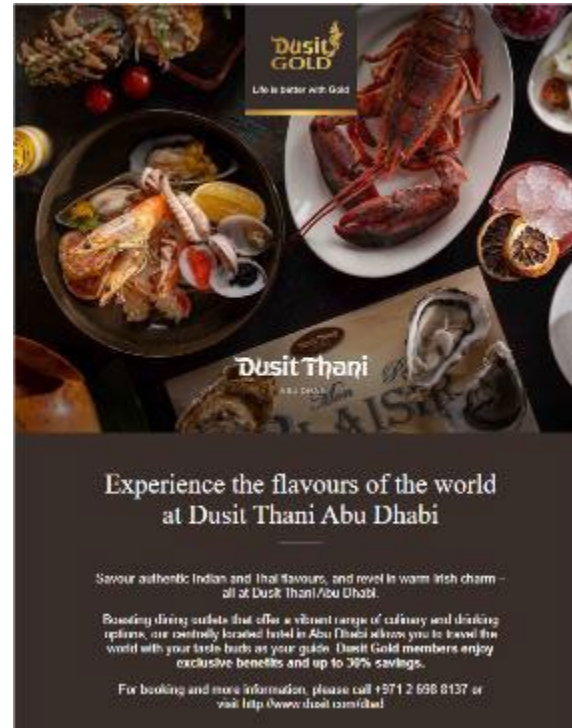 Dusit
GOLD
Life is better with Gold
Dusit Thani
ABU DHABI
Experience the flavours of the world
at Dusit Thani Abu Dhabi
Savour authentic Indian and Thai flavours, and revel in warm Irish charm –
all at Dusit Thani Abu Dhabi.
Boasting dining outlets that offer a vibrant range of culinary and drinking
options, our centrally located hotel in Abu Dhabi allows you to travel the
world with your taste buds as your guide. Dusit Gold members enjoy
exclusive benefits and up to 30% savings.
For booking and more information, please call +971 2 698 8137 or
visit http://www.dusit.com/dtad